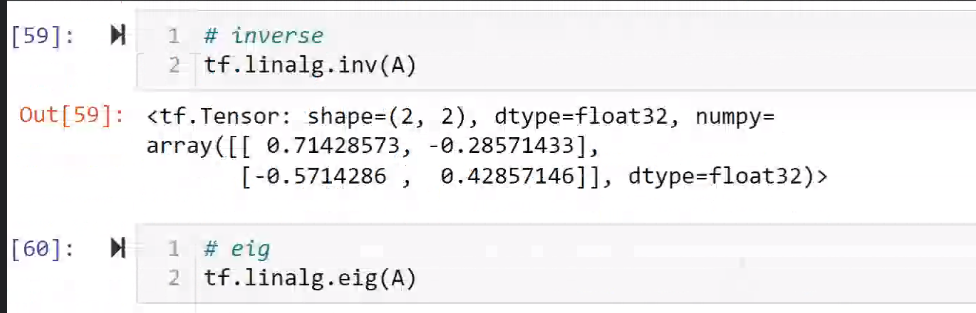 [59]: 1 # inverse
2 tf.linalg.inv(A)
Out[59]: <tf.Tensor: shape=(2, 2), dtype=float32, numpy=
array([[ 0.71428573, -0.28571433],
[-0.5714286 ,  0.42857146]], dtype=float32)>
[60]: 1 # eig
2 tf.linalg.eig(A)